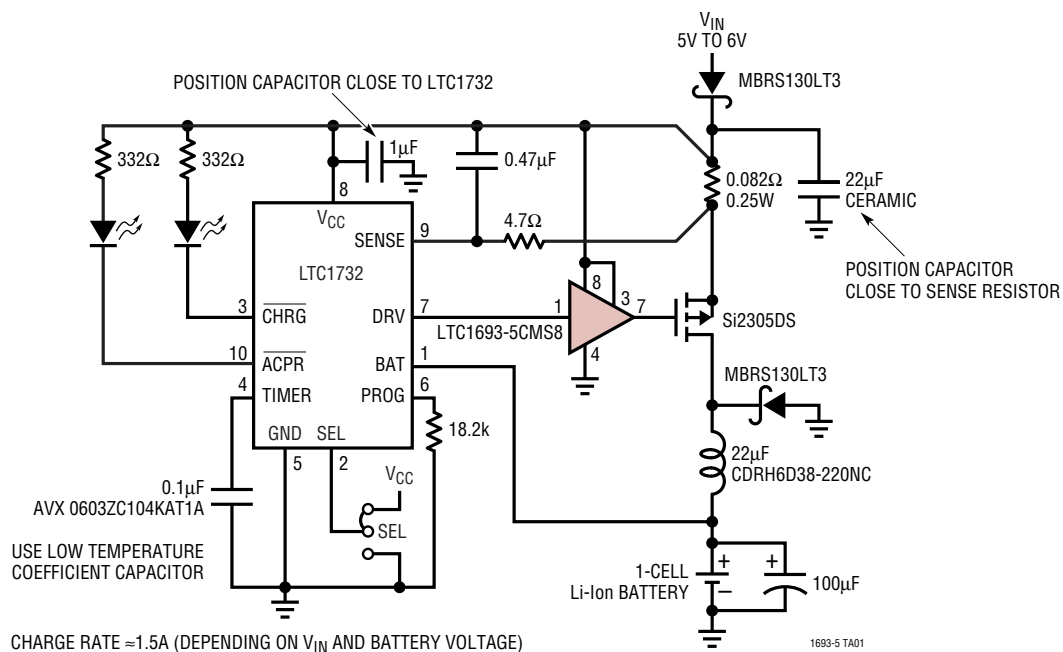 V_IN
5V TO 6V
MBRS130LT3
POSITION CAPACITOR CLOSE TO LTC1732
332Ω
332Ω
1µF
0.47µF
0.082Ω
0.25W
22µF
CERAMIC
8
V_CC
SENSE
9
4.7Ω
POSITION CAPACITOR
CLOSE TO SENSE RESISTOR
LTC1732
8
3
3
CHRG
DRV
7
1
7
LTC1693-5CMS8
Si2305DS
10
ACPR
BAT
1
4
MBRS130LT3
4
TIMER
PROG
6
18.2k
GND
SEL
5
2
22µF
CDRH6D38-220NC
0.1µF
AVX 0603ZC104KAT1A
V_CC
SEL
USE LOW TEMPERATURE
COEFFICIENT CAPACITOR
1-CELL
Li-Ion BATTERY
+
−
+
100µF
CHARGE RATE ≈1.5A (DEPENDING ON V_IN AND BATTERY VOLTAGE)
1693-5 TA01